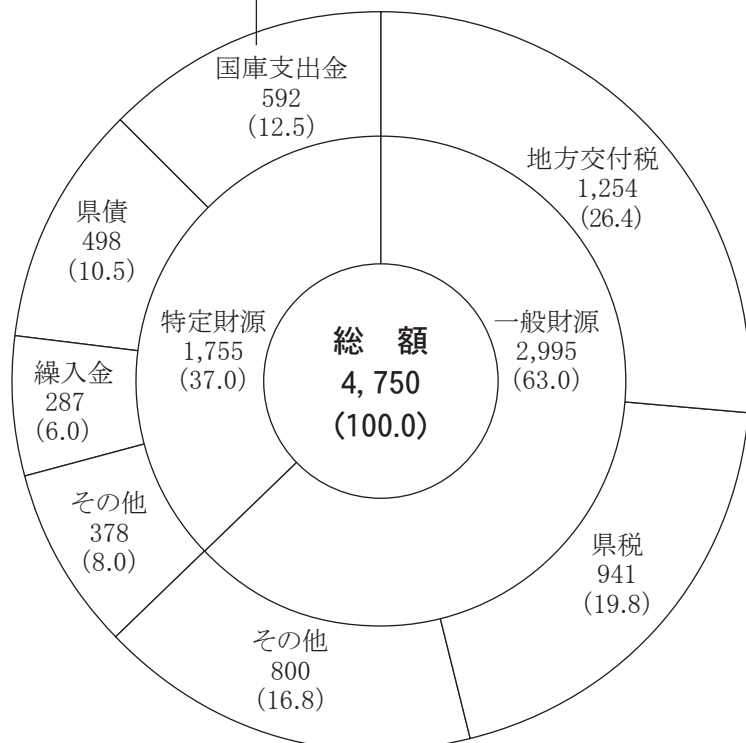 総 額
4,750
(100.0)
一般財源
2,995
(63.0)
地方交付税
1,254
(26.4)
県税
941
(19.8)
その他
800
(16.8)
特定財源
1,755
(37.0)
その他
378
(8.0)
繰入金
287
(6.0)
県債
498
(10.5)
国庫支出金
592
(12.5)